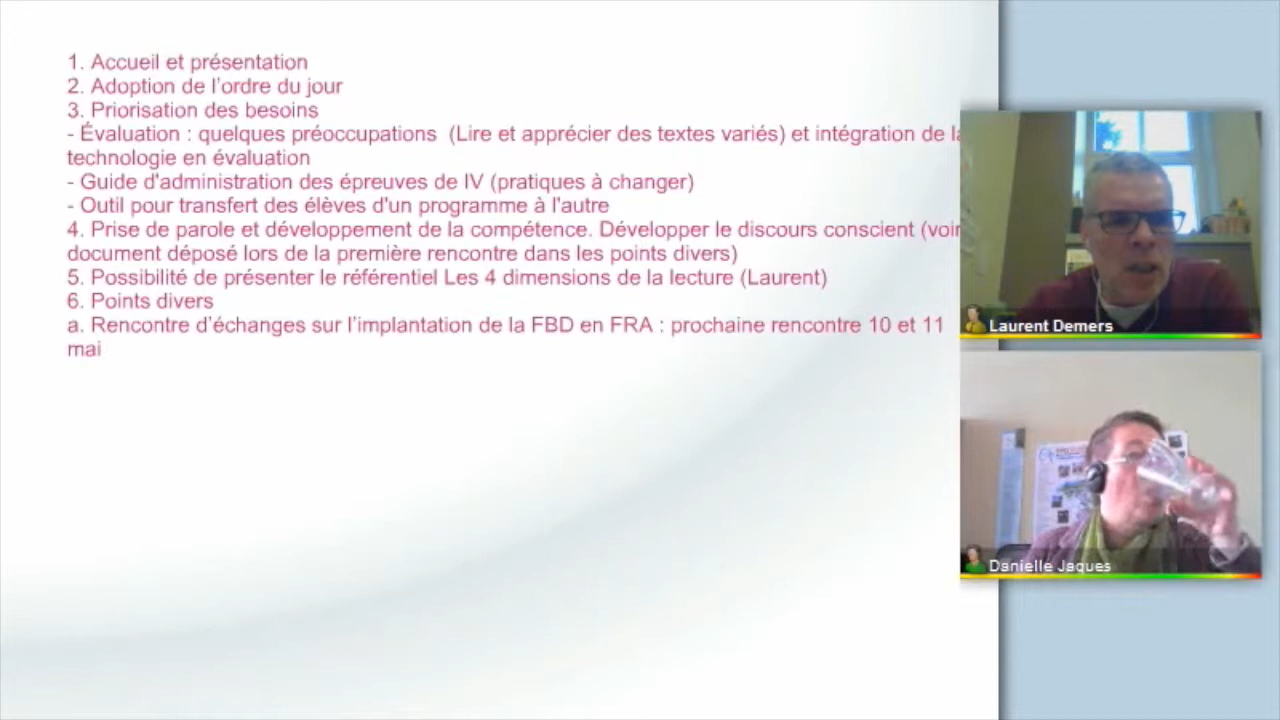 1. Accueil et présentation
2. Adoption de l'ordre du jour
3. Priorisation des besoins
- Évaluation : quelques préoccupations (Lire et apprécier des textes variés) et intégration de la
technologie en évaluation
- Guide d'administration des épreuves de IV (pratiques à changer)
- Outil pour transfert des élèves d'un programme à l'autre
4. Prise de parole et développement de la compétence. Développer le discours conscient (voir
document déposé lors de la première rencontre dans les points divers)
5. Possibilité de présenter le référentiel Les 4 dimensions de la lecture (Laurent)
6. Points divers
a. Rencontre d'échanges sur l'implantation de la FBD en FRA : prochaine rencontre 10 et 11
mai
Laurent Demers
Danielle Jaques